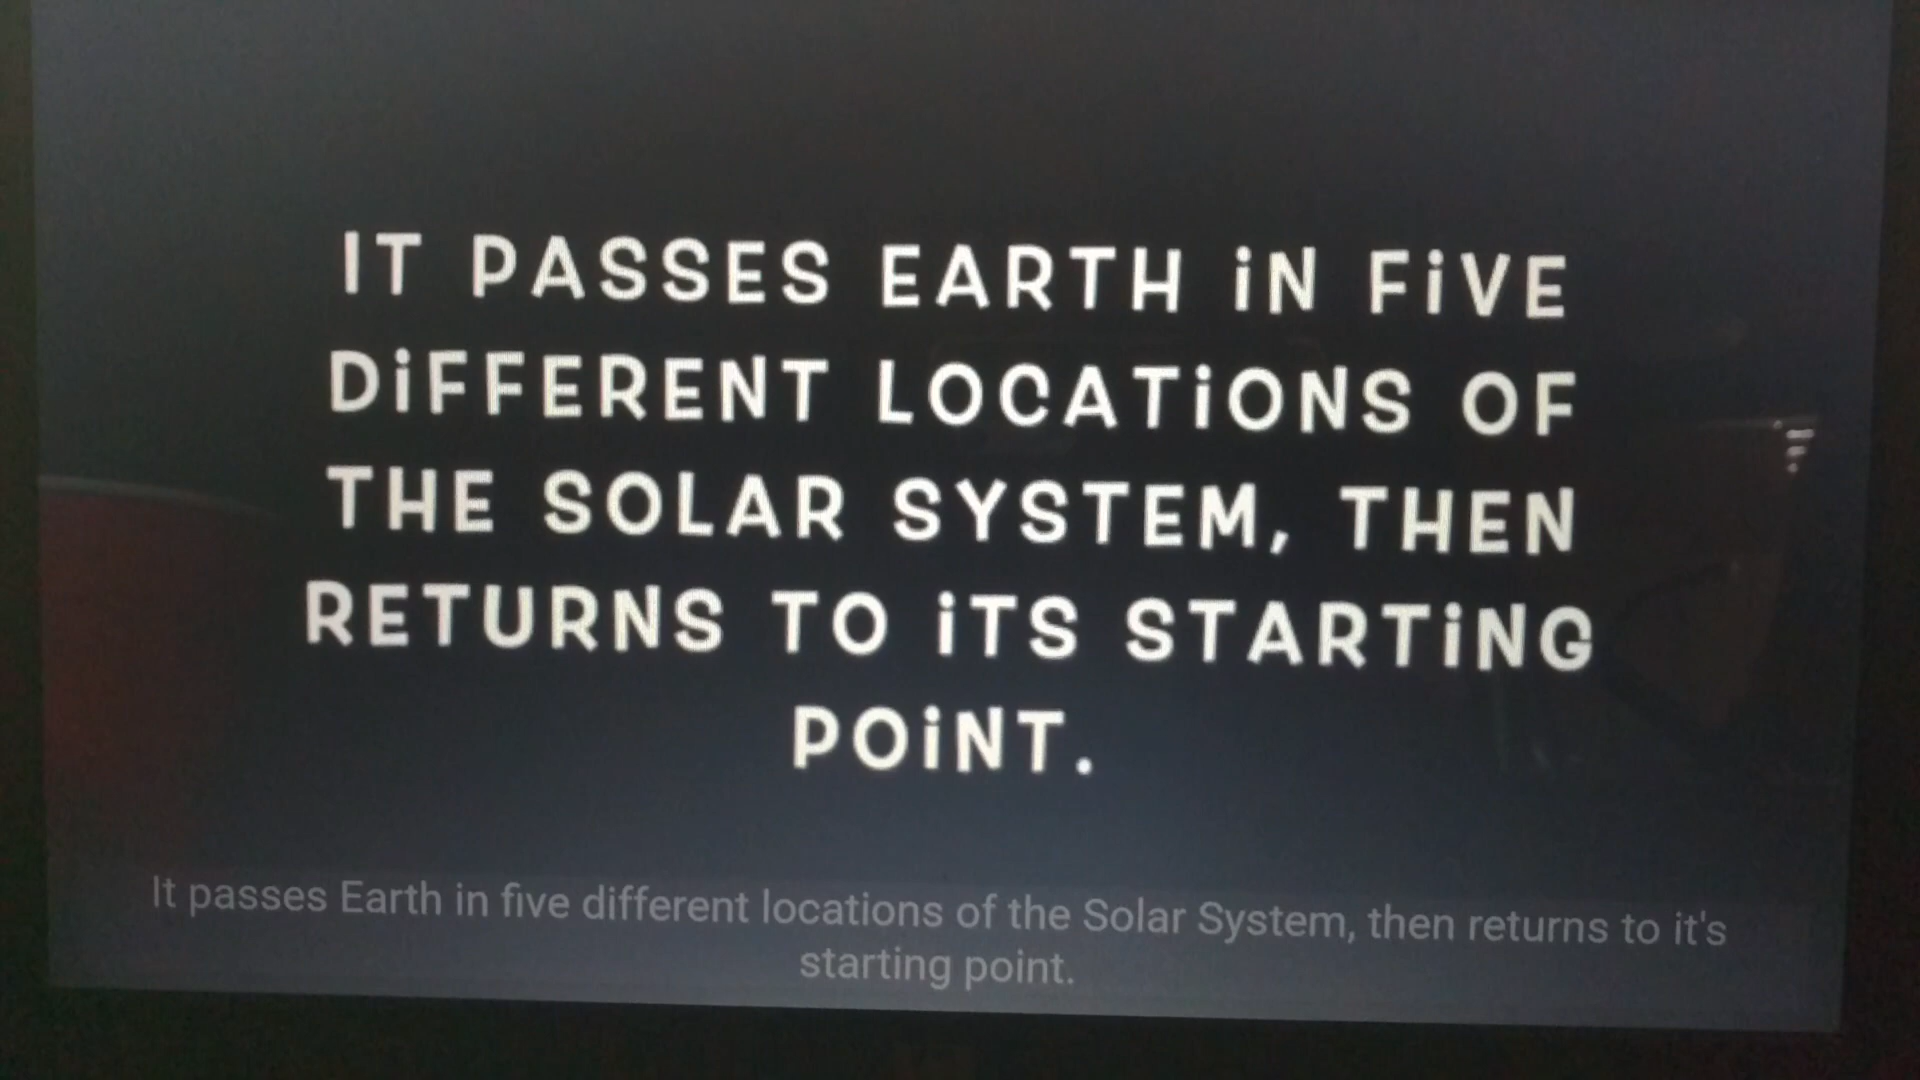 IT PASSES EARTH iN FiVE
DiFFERENT LOCATiONS OF
THE SOLAR SYSTEM, THEN
RETURNS TO iTS STARTiNG
POiNT.
It passes Earth in five different locations of the Solar System, then returns to it's
starting point.